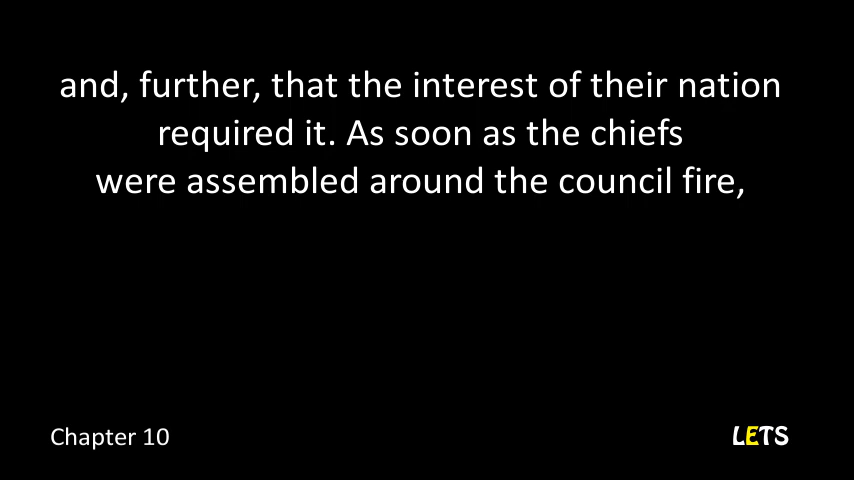 and, further, that the interest of their nation
required it. As soon as the chiefs
were assembled around the council fire,
Chapter 10
LETS